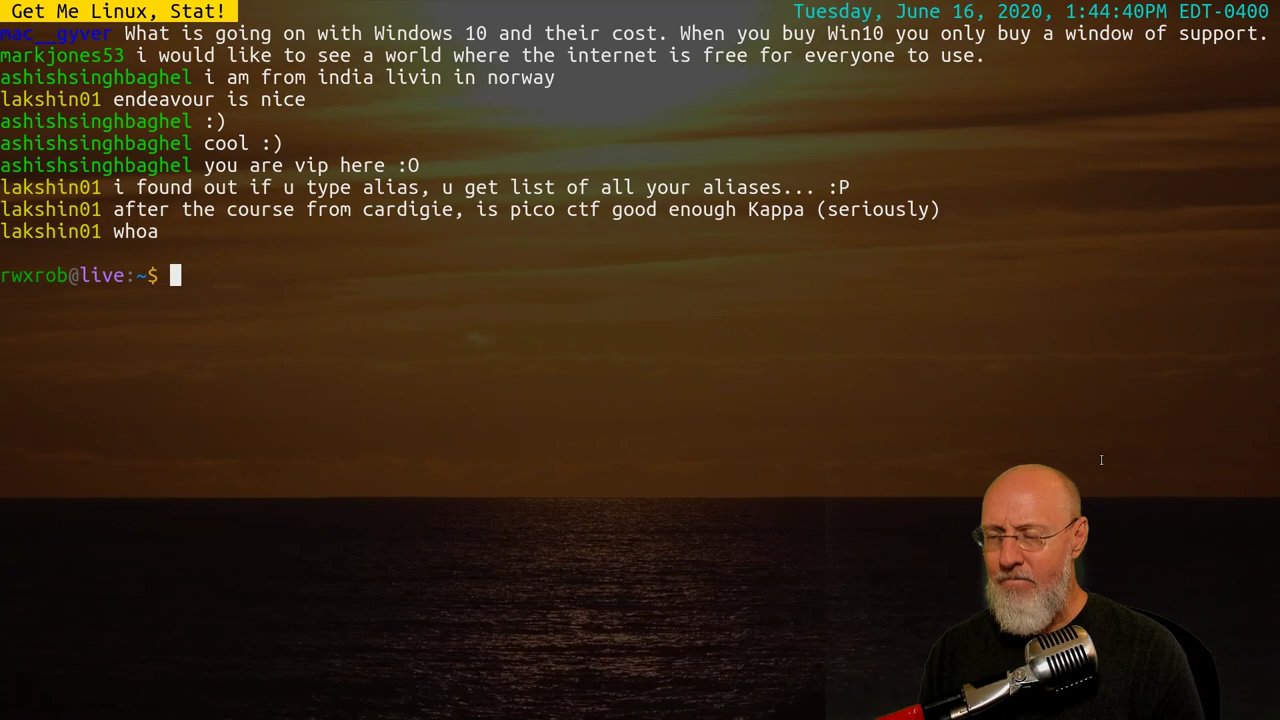 Get Me Linux, Stat!
Tuesday, June 16, 2020, 1:44:40PM EDT-0400
mac__gyver What is going on with Windows 10 and their cost. When you buy Win10 you only buy a window of support.
markjones53 i would like to see a world where the internet is free for everyone to use.
ashishsinghbaghel i am from india livin in norway
lakshin01 endeavour is nice
ashishsinghbaghel :)
ashishsinghbaghel cool :)
ashishsinghbaghel you are vip here :O
lakshin01 i found out if u type alias, u get list of all your aliases... :P
lakshin01 after the course from cardigie, is pico ctf good enough Kappa (seriously)
lakshin01 whoa
rwxrob@live:~$